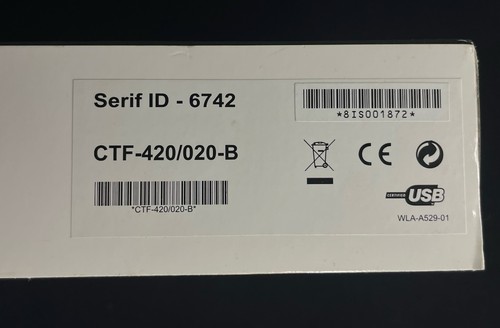 Serif ID - 6742
*8IS001872*
CTF-420/020-B
CE
*CTF-420/020-B*
CERTIFIED USB
WLA-A529-01